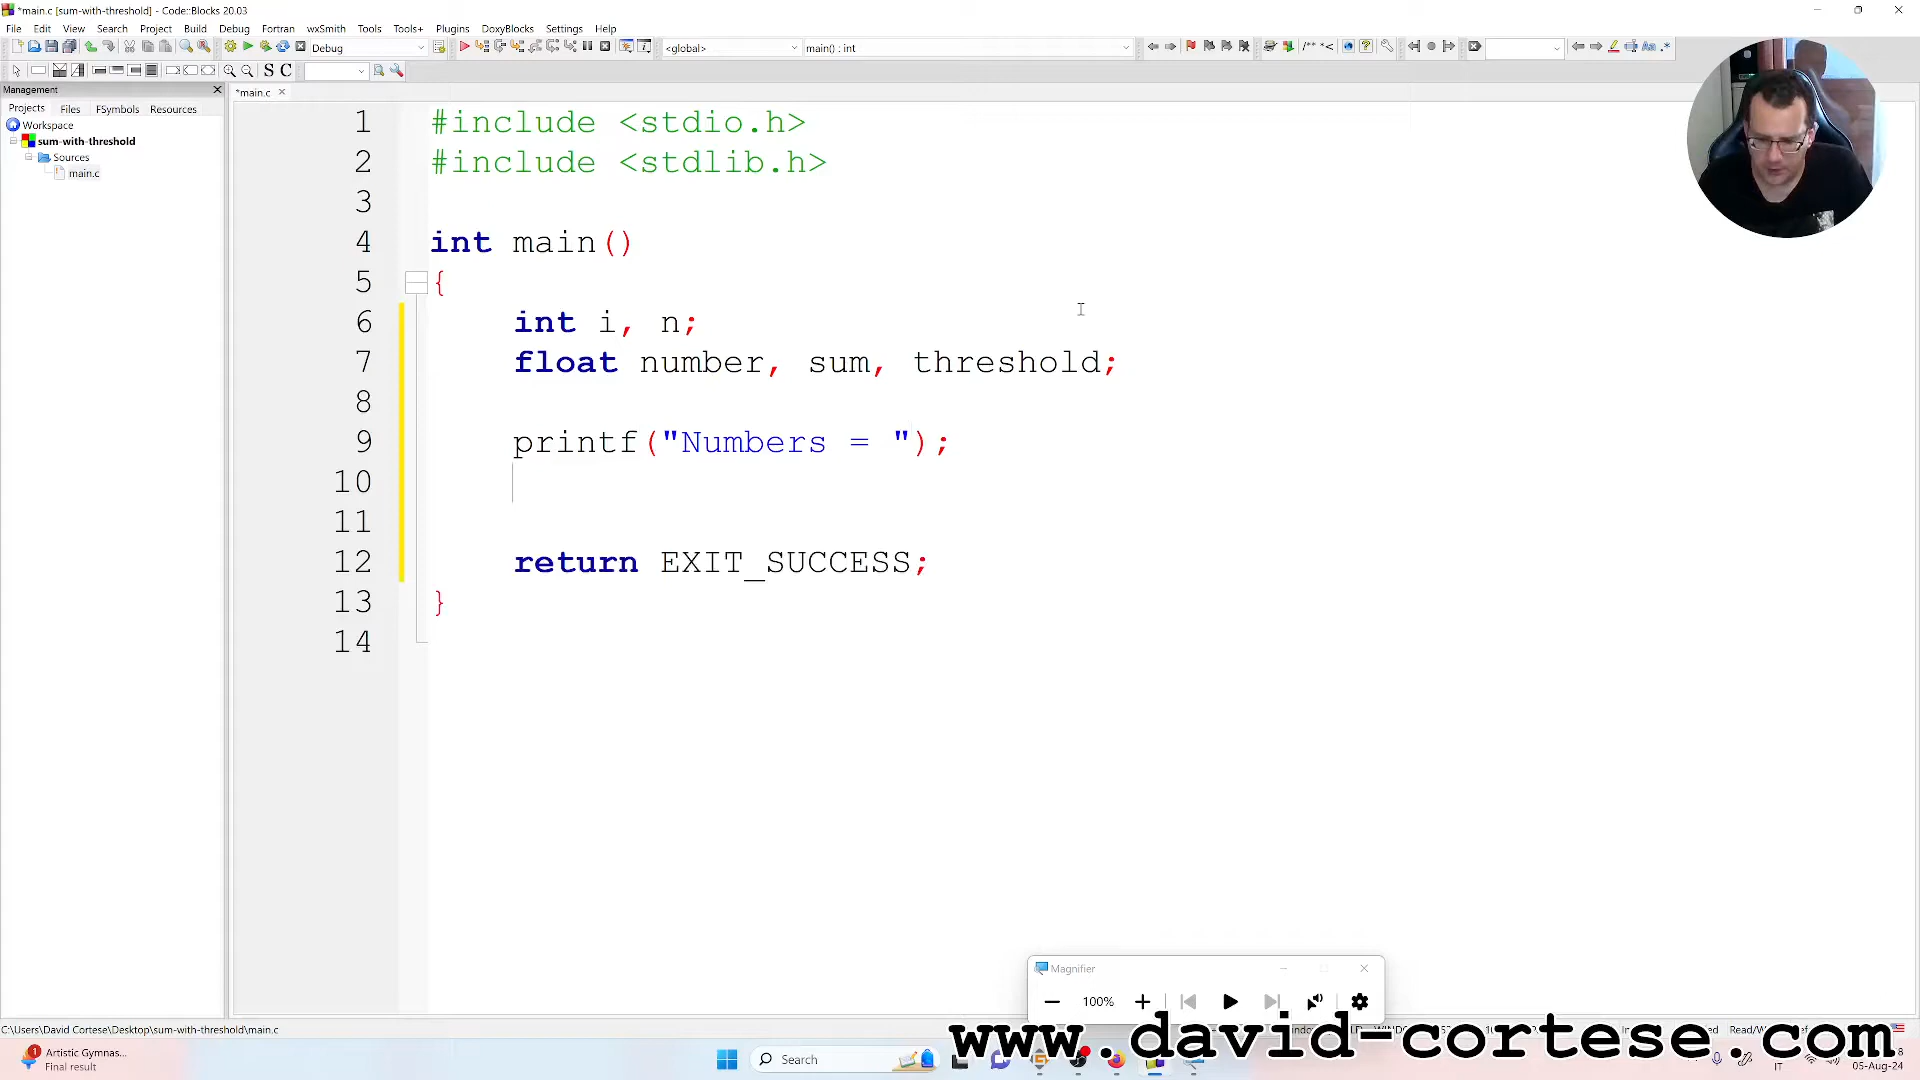 *main.c [sum-with-threshold] - Code::Blocks 20.03
File Edit View Search Project Build Debug Fortran wxSmith Tools Tools+ Plugins DoxyBlocks Settings Help
Debug <global> main() : int
/** *<
S C
Management
Projects Files FSymbols Resources
Workspace
sum-with-threshold
Sources
main.c
*main.c
1 #include <stdio.h>
2 #include <stdlib.h>
3
4 int main()
5 {
6 int i, n;
7 float number, sum, threshold;
8
9 printf("Numbers = ");
10
11
12 return EXIT_SUCCESS;
13 }
14
Magnifier
100%
C:\Users\David Cortese\Desktop\sum-with-threshold\main.c
www.david-cortese.com
1
Artistic Gymnas...
Final result
Search
IT
05-Aug-24